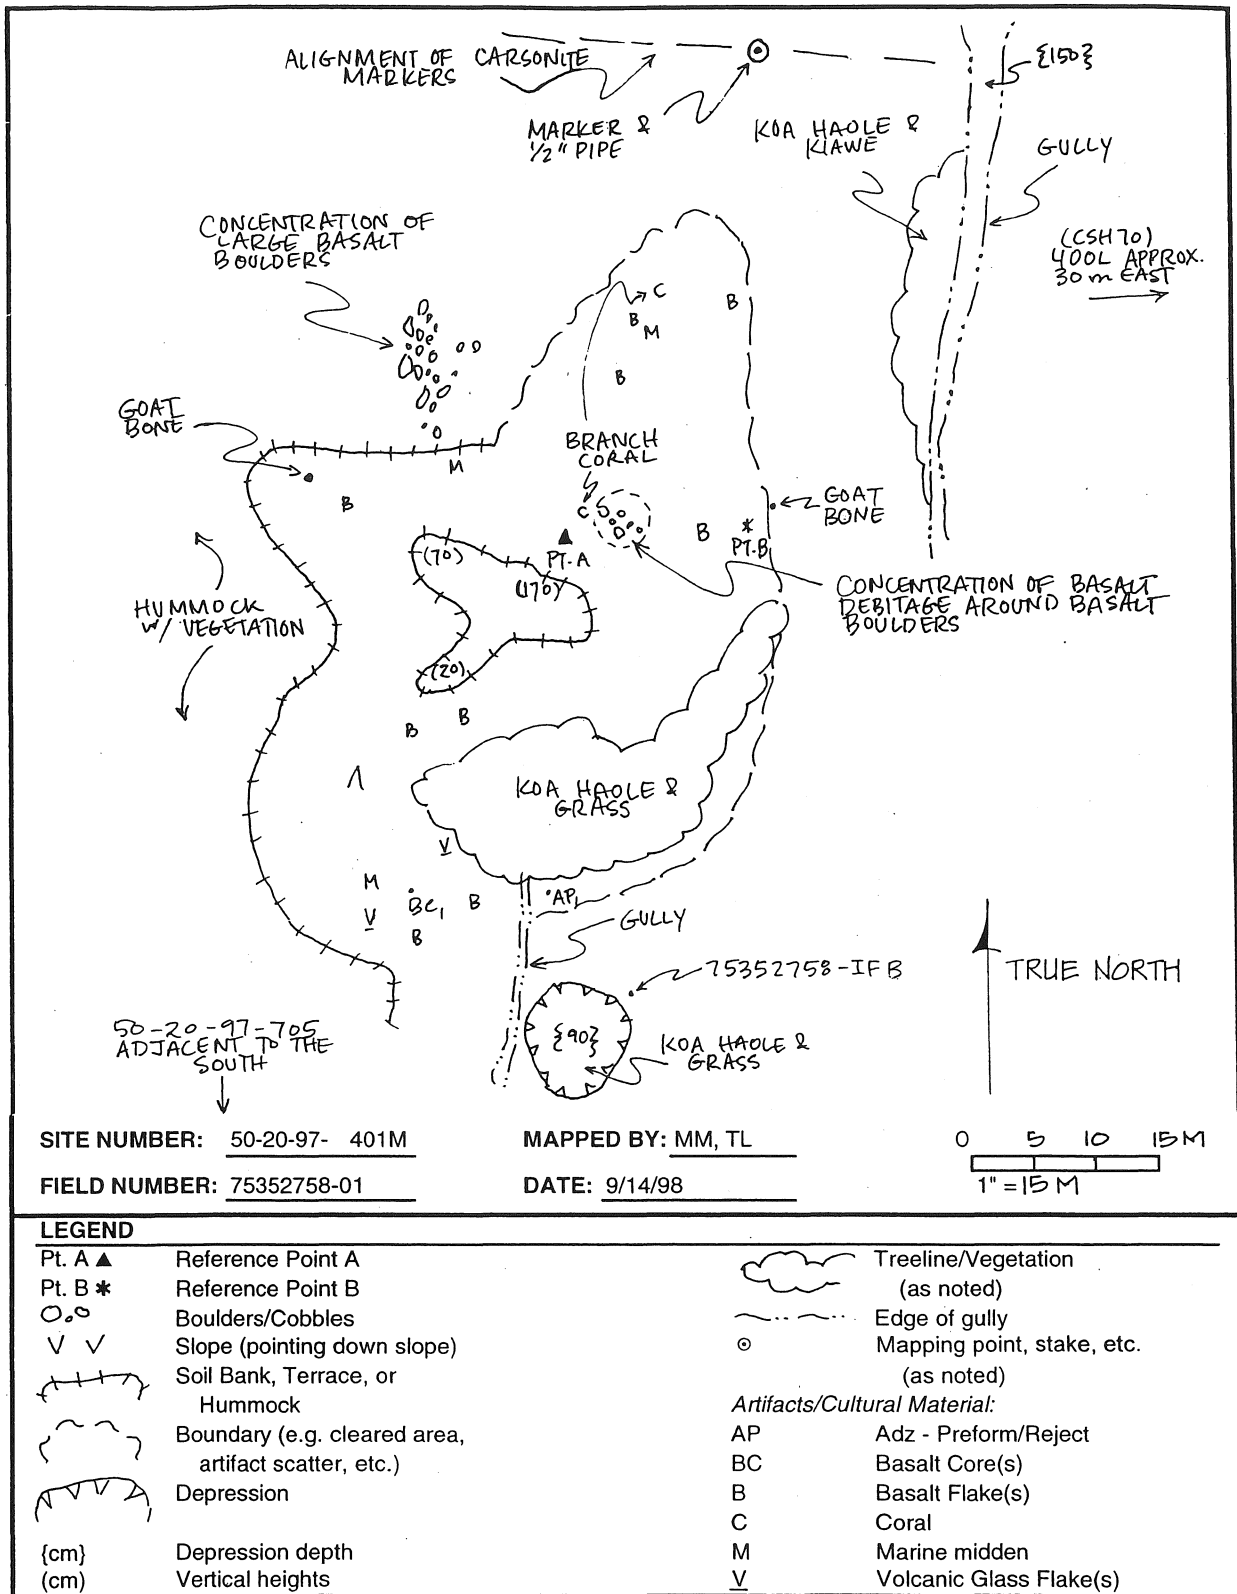 ALIGNMENT OF CARSONITE
MARKERS
{150}
MARKER &
1/2" PIPE
KOA HAOLE &
KIAWE
GULLY
CONCENTRATION OF
LARGE BASALT
BOULDERS
(CSH 70)
400L APPROX.
30 m EAST
C
B
B
M
B
GOAT
BONE
BRANCH
CORAL
M
B
C
GOAT
BONE
B
PT.B
PT.A
(70)
(170)
CONCENTRATION OF BASALT
DEBITAGE AROUND BASALT
BOULDERS
HUMMOCK
W/ VEGETATION
(20)
B
B
KOA HAOLE &
GRASS
V
M
BC1
B
AP1
V
B
GULLY
75352758-IFB
TRUE NORTH
50-20-97-705
ADJACENT TO THE
SOUTH
{90}
KOA HAOLE &
GRASS
SITE NUMBER: 50-20-97- 401M
MAPPED BY: MM, TL
0 5 10 15 M
FIELD NUMBER: 75352758-01
DATE: 9/14/98
1" = 15 M
LEGEND
Pt. A Reference Point A
Pt. B Reference Point B
Boulders/Cobbles
Slope (pointing down slope)
Soil Bank, Terrace, or
Hummock
Boundary (e.g. cleared area,
artifact scatter, etc.)
Depression
{cm} Depression depth
(cm) Vertical heights
Treeline/Vegetation
(as noted)
Edge of gully
Mapping point, stake, etc.
(as noted)
Artifacts/Cultural Material:
AP Adz - Preform/Reject
BC Basalt Core(s)
B Basalt Flake(s)
C Coral
M Marine midden
V Volcanic Glass Flake(s)